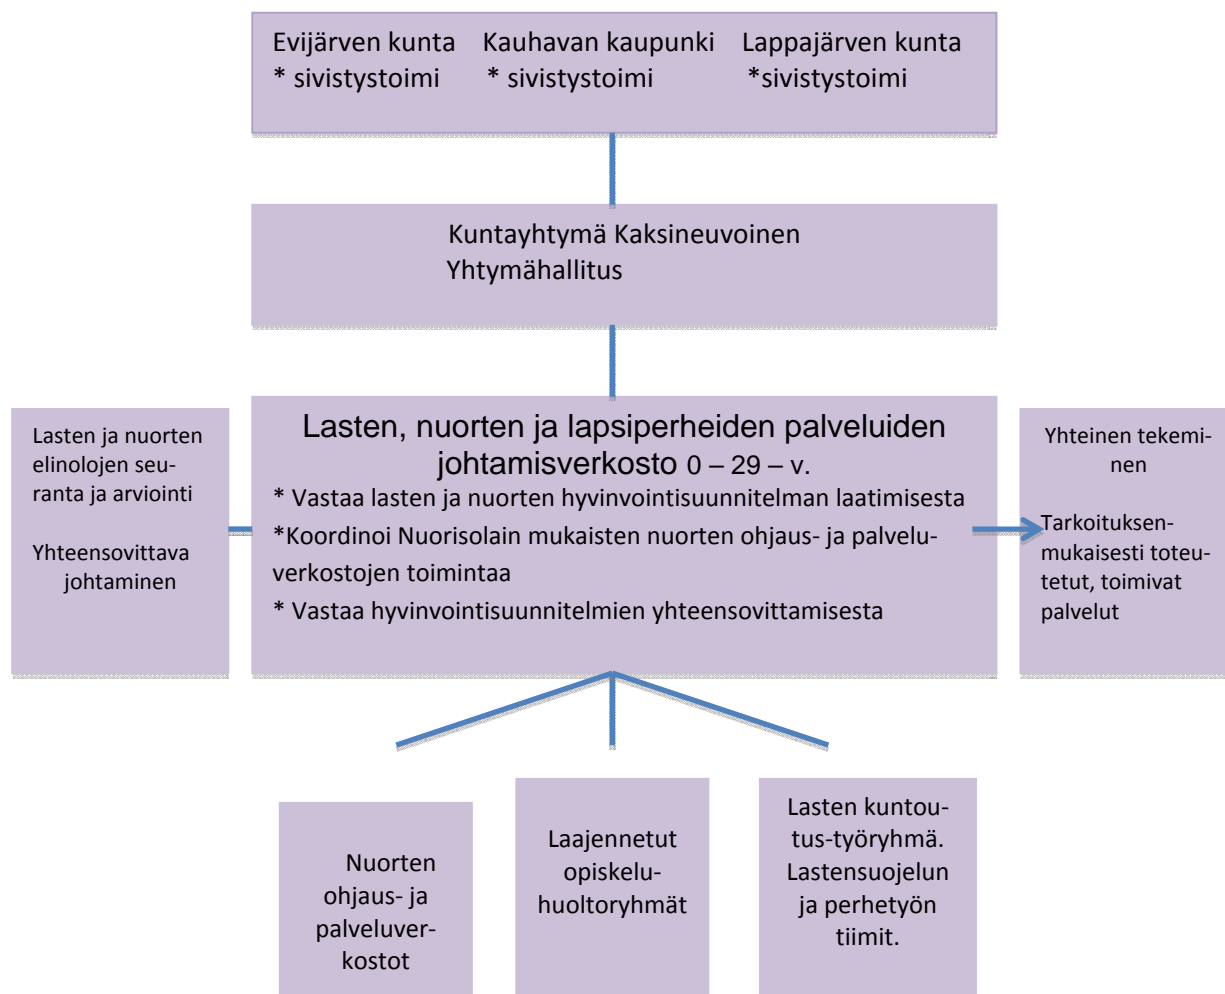 Evijärven kunta Kauhavan kaupunki Lappajärven kunta
* sivistystoimi * sivistystoimi *sivistystoimi
Kuntayhtymä Kaksineuvoinen
Yhtymähallitus
Lasten ja nuorten
elinolojen seu-
ranta ja arviointi
Yhteensovittava
johtaminen
Lasten, nuorten ja lapsiperheiden palveluiden
johtamisverkosto 0 – 29 – v.
* Vastaa lasten ja nuorten hyvinvointisuunnitelman laatimisesta
*Koordinoi Nuorisolain mukaisten nuorten ohjaus- ja palvelu-
verkostojen toimintaa
* Vastaa hyvinvointisuunnitelmien yhteensovittamisesta
Yhteinen tekemi-
nen
Tarkoituksen-
mukaisesti toteu-
tetut, toimivat
palvelut
Nuorten
ohjaus- ja
palveluver-
kostot
Laajennetut
opiskelu-
huoltoryhmät
Lasten kuntou-
tus-työryhmä.
Lastensuojelun
ja perhetyön
tiimit.